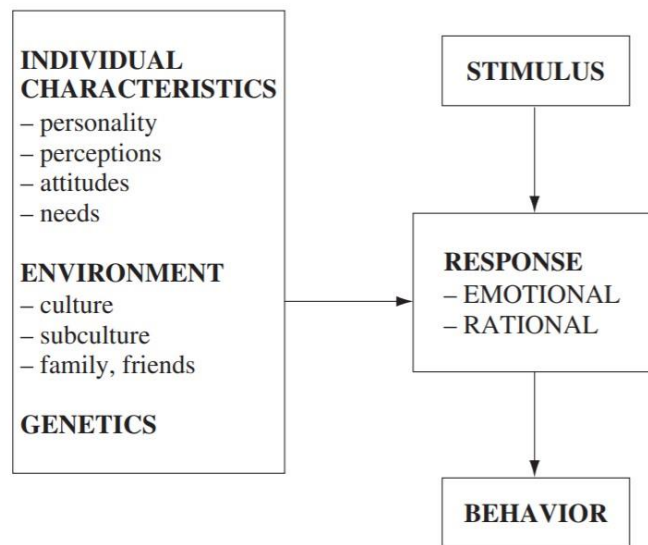 INDIVIDUAL
CHARACTERISTICS
– personality
– perceptions
– attitudes
– needs
ENVIRONMENT
– culture
– subculture
– family, friends
GENETICS
STIMULUS
RESPONSE
– EMOTIONAL
– RATIONAL
BEHAVIOR